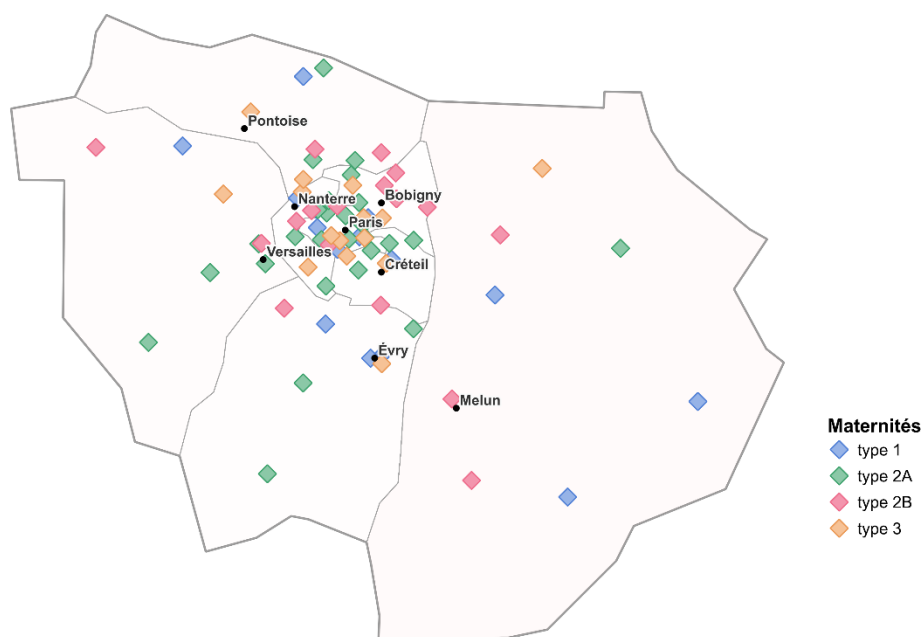 Pontoise
Nanterre
Bobigny
Paris
Versailles
Créteil
Évry
Melun
Maternités
type 1
type 2A
type 2B
type 3